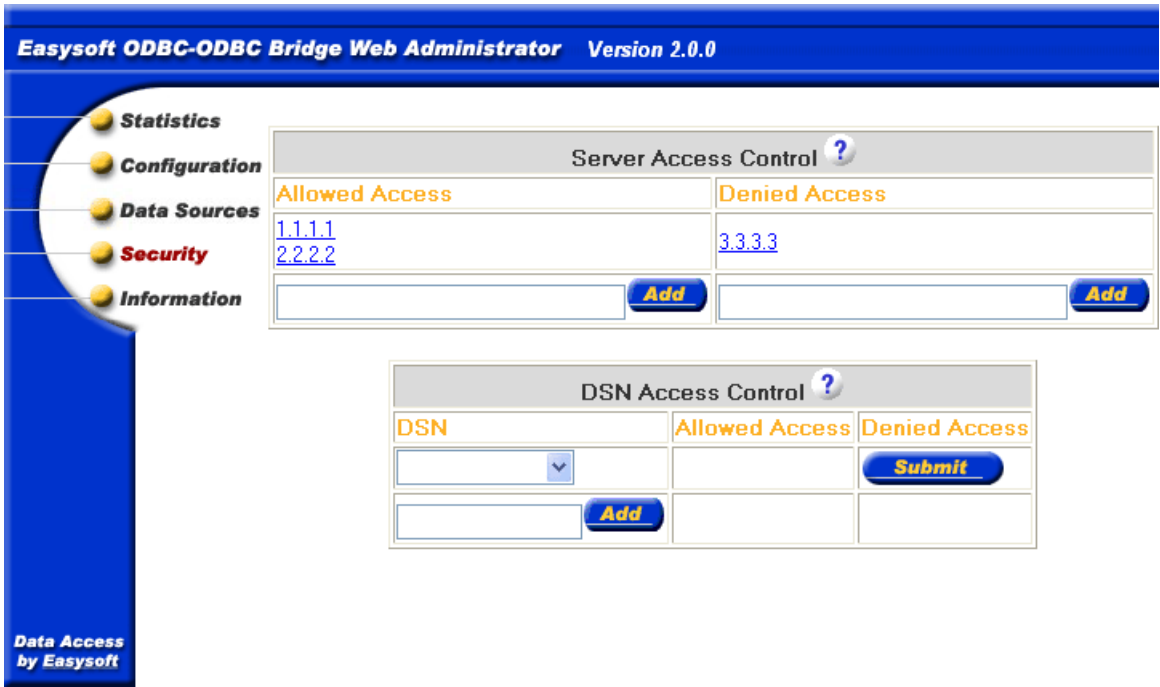 Easysoft ODBC-ODBC Bridge Web Administrator Version 2.0.0
Statistics
Configuration
Data Sources
Security
Information
Server Access Control ?
Allowed Access Denied Access
1.1.1.1
2.2.2.2
3.3.3.3
Add Add
DSN Access Control ?
DSN Allowed Access Denied Access
Submit
Add
Data Access
by Easysoft